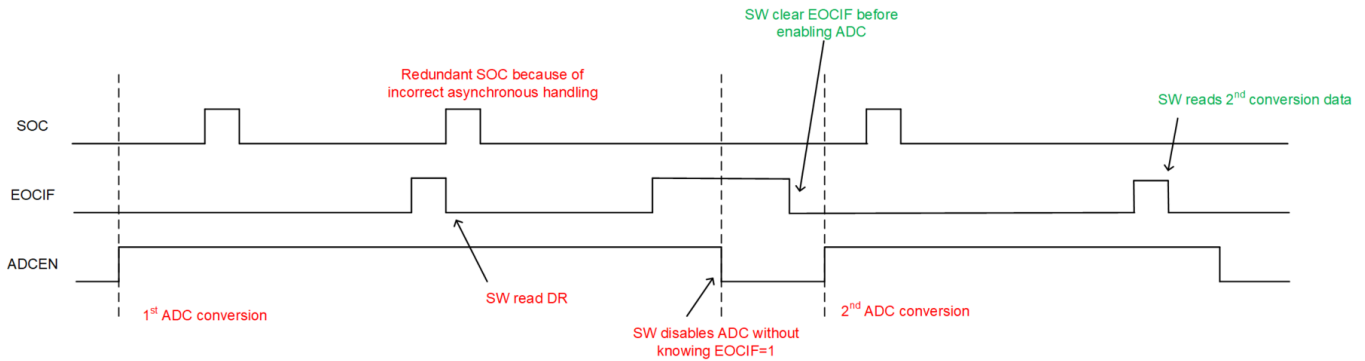 SW clear EOCIF before
enabling ADC
Redundant SOC because of
incorrect asynchronous handling
SW reads 2nd conversion data
SOC
EOCIF
ADCEN
SW read DR
1st ADC conversion
2nd ADC conversion
SW disables ADC without
knowing EOCIF=1